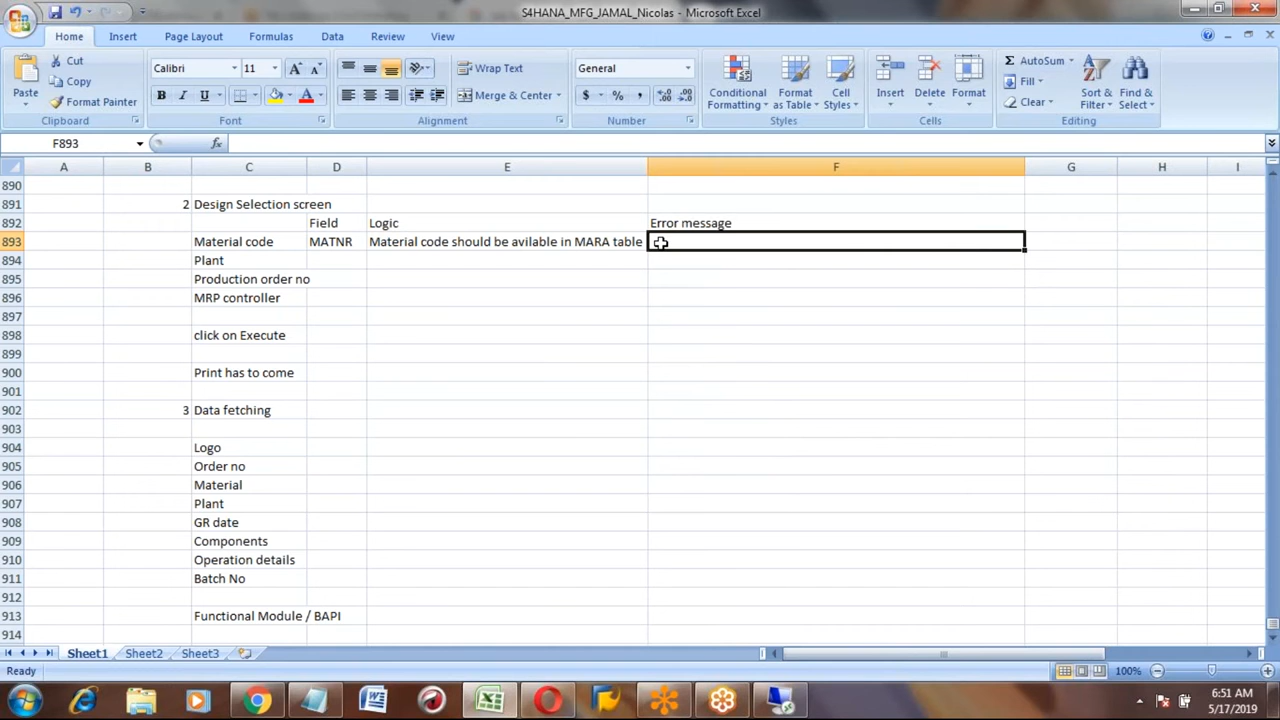 S4HANA_MFG_JAMAL_Nicolas - Microsoft Excel
Home Insert Page Layout Formulas Data Review View
Paste
Cut
Copy
Format Painter
Clipboard
Calibri 11
B I U
Font
Wrap Text
Merge & Center
Alignment
General
$ % ,
Number
Conditional Formatting
Format as Table
Cell Styles
Styles
Insert
Delete
Format
Cells
AutoSum
Fill
Clear
Sort & Filter
Find & Select
Editing
F893
fx
A B C D E F G H I
890
891 2 Design Selection screen
892 Field Logic Error message
893 Material code MATNR Material code should be avilable in MARA table
894 Plant
895 Production order no
896 MRP controller
897
898 click on Execute
899
900 Print has to come
901
902 3 Data fetching
903
904 Logo
905 Order no
906 Material
907 Plant
908 GR date
909 Components
910 Operation details
911 Batch No
912
913 Functional Module / BAPI
914
Sheet1 Sheet2 Sheet3
Ready
100%
6:51 AM
5/17/2019